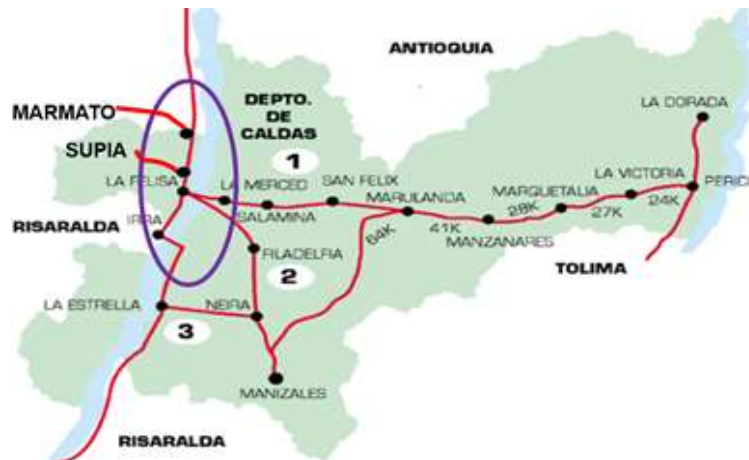 ANTIOQUIA
LA DORADA
MARMATO
DEPTO.
DE
CALDAS
1
SUPIA
LA FELISA
LA MERCED
SAN FELIX
MARULANDA
MARQUETALIA
LA VICTORIA
PERICO
SALAMINA
28K
27K
24K
RISARALDA
IRRA
64K
41K
MANZANARES
FILADELFIA
2
TOLIMA
LA ESTRELLA
NEIRA
3
MANIZALES
RISARALDA